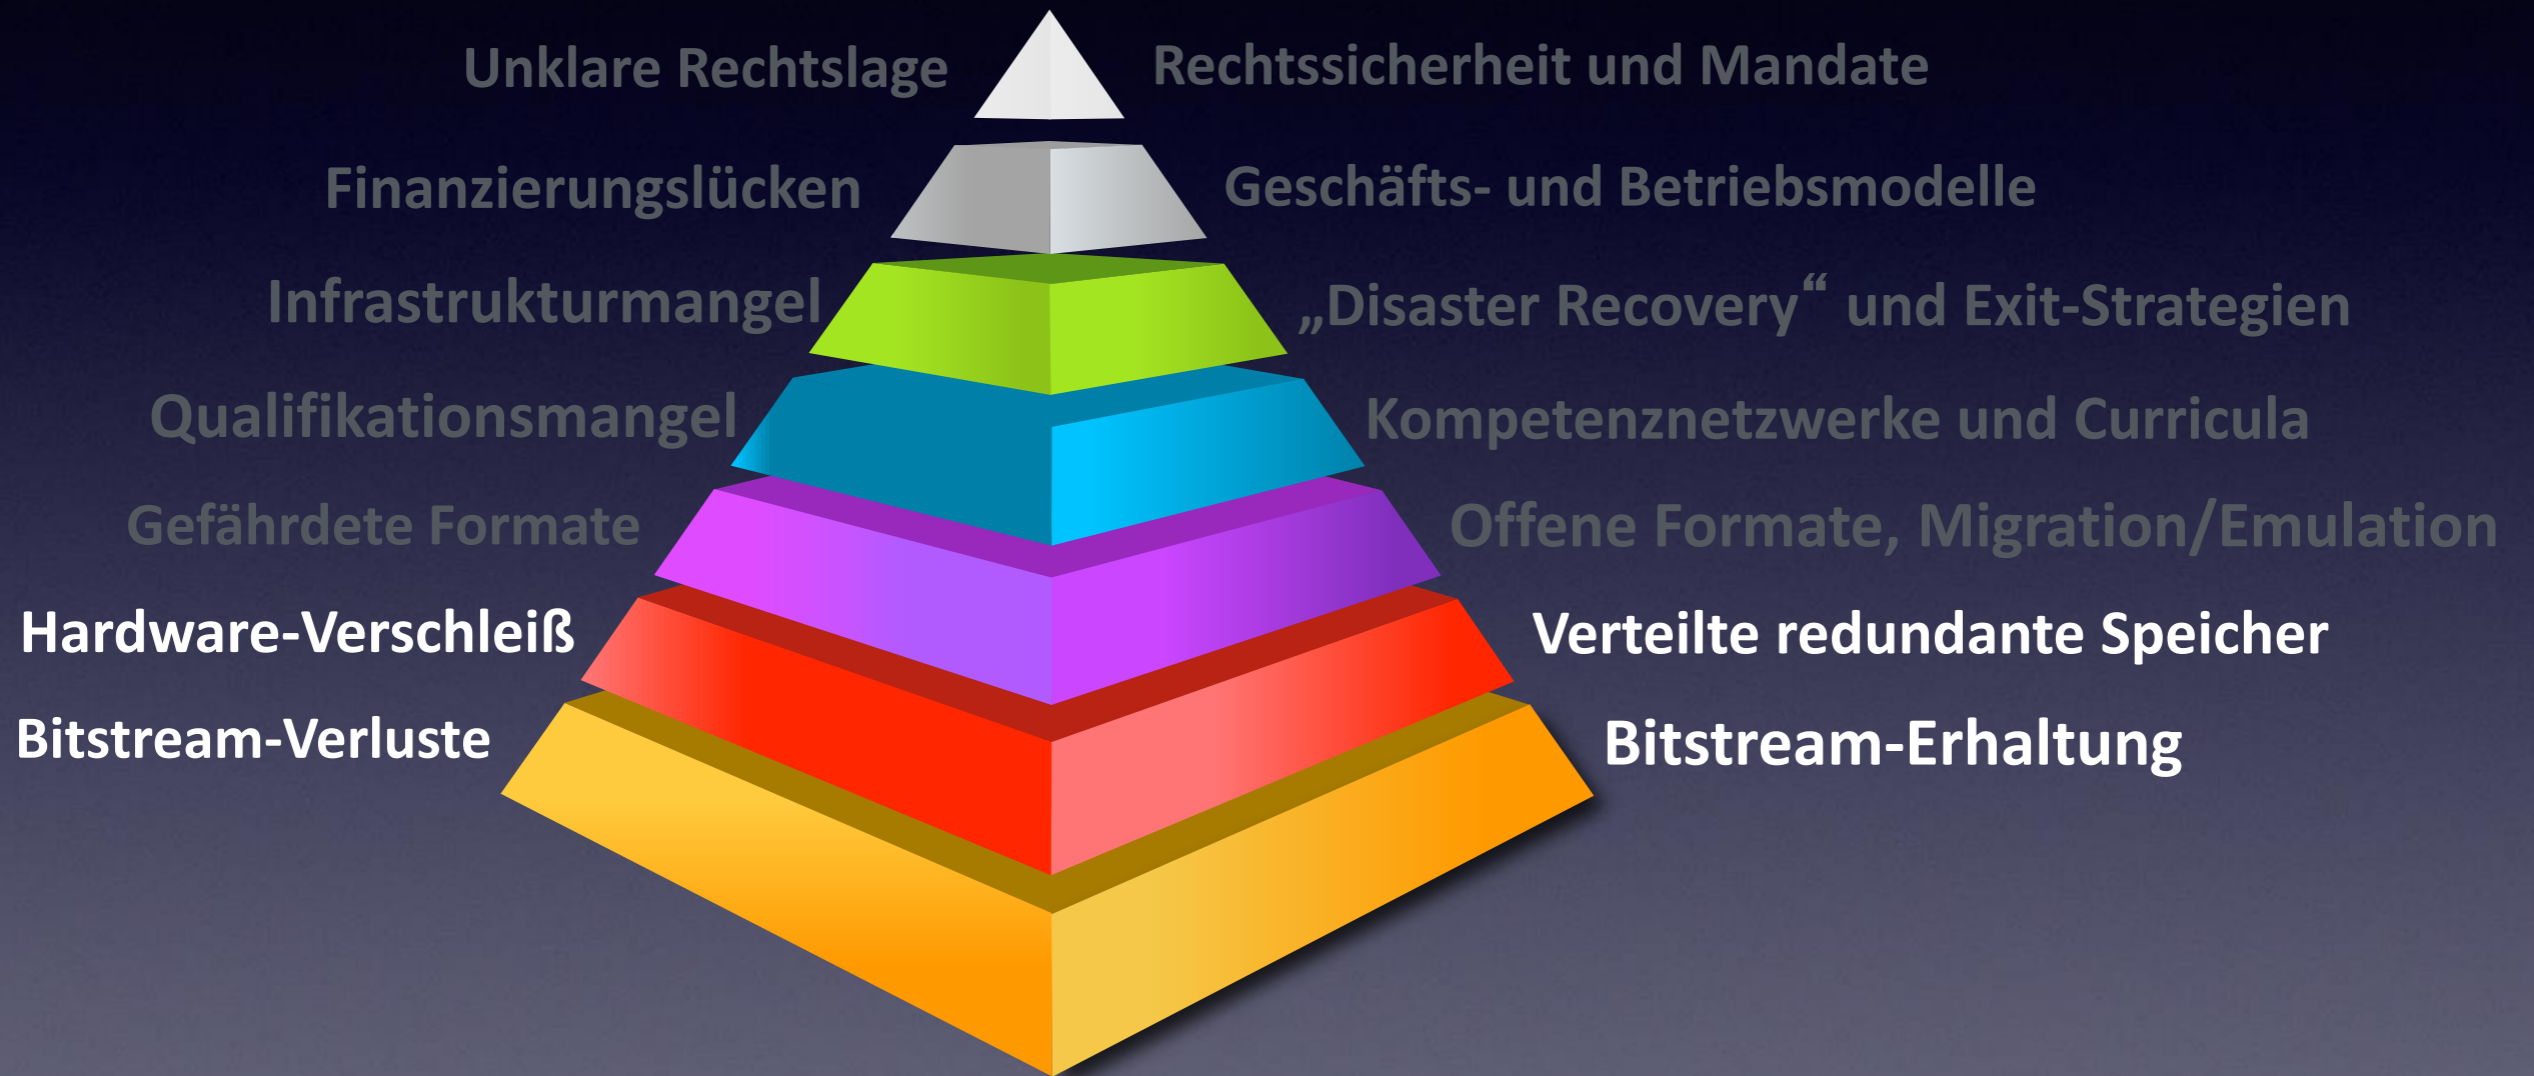 Unklare Rechtslage
Rechtssicherheit und Mandate
Finanzierungslücken
Geschäfts- und Betriebsmodelle
Infrastrukturmangel
„Disaster Recovery“ und Exit-Strategien
Qualifikationsmangel
Kompetenznetzwerke und Curricula
Gefährdete Formate
Offene Formate, Migration/Emulation
Hardware-Verschleiß
Verteilte redundante Speicher
Bitstream-Verluste
Bitstream-Erhaltung